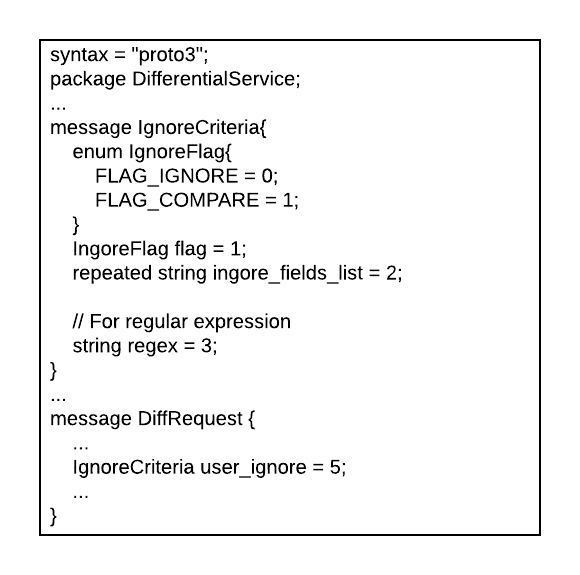 syntax = "proto3";
package DifferentialService;
...
message IgnoreCriteria{
enum IgnoreFlag{
FLAG_IGNORE = 0;
FLAG_COMPARE = 1;
}
IngoreFlag flag = 1;
repeated string ingore_fields_list = 2;
// For regular expression
string regex = 3;
}
...
message DiffRequest {
...
IgnoreCriteria user_ignore = 5;
...
}